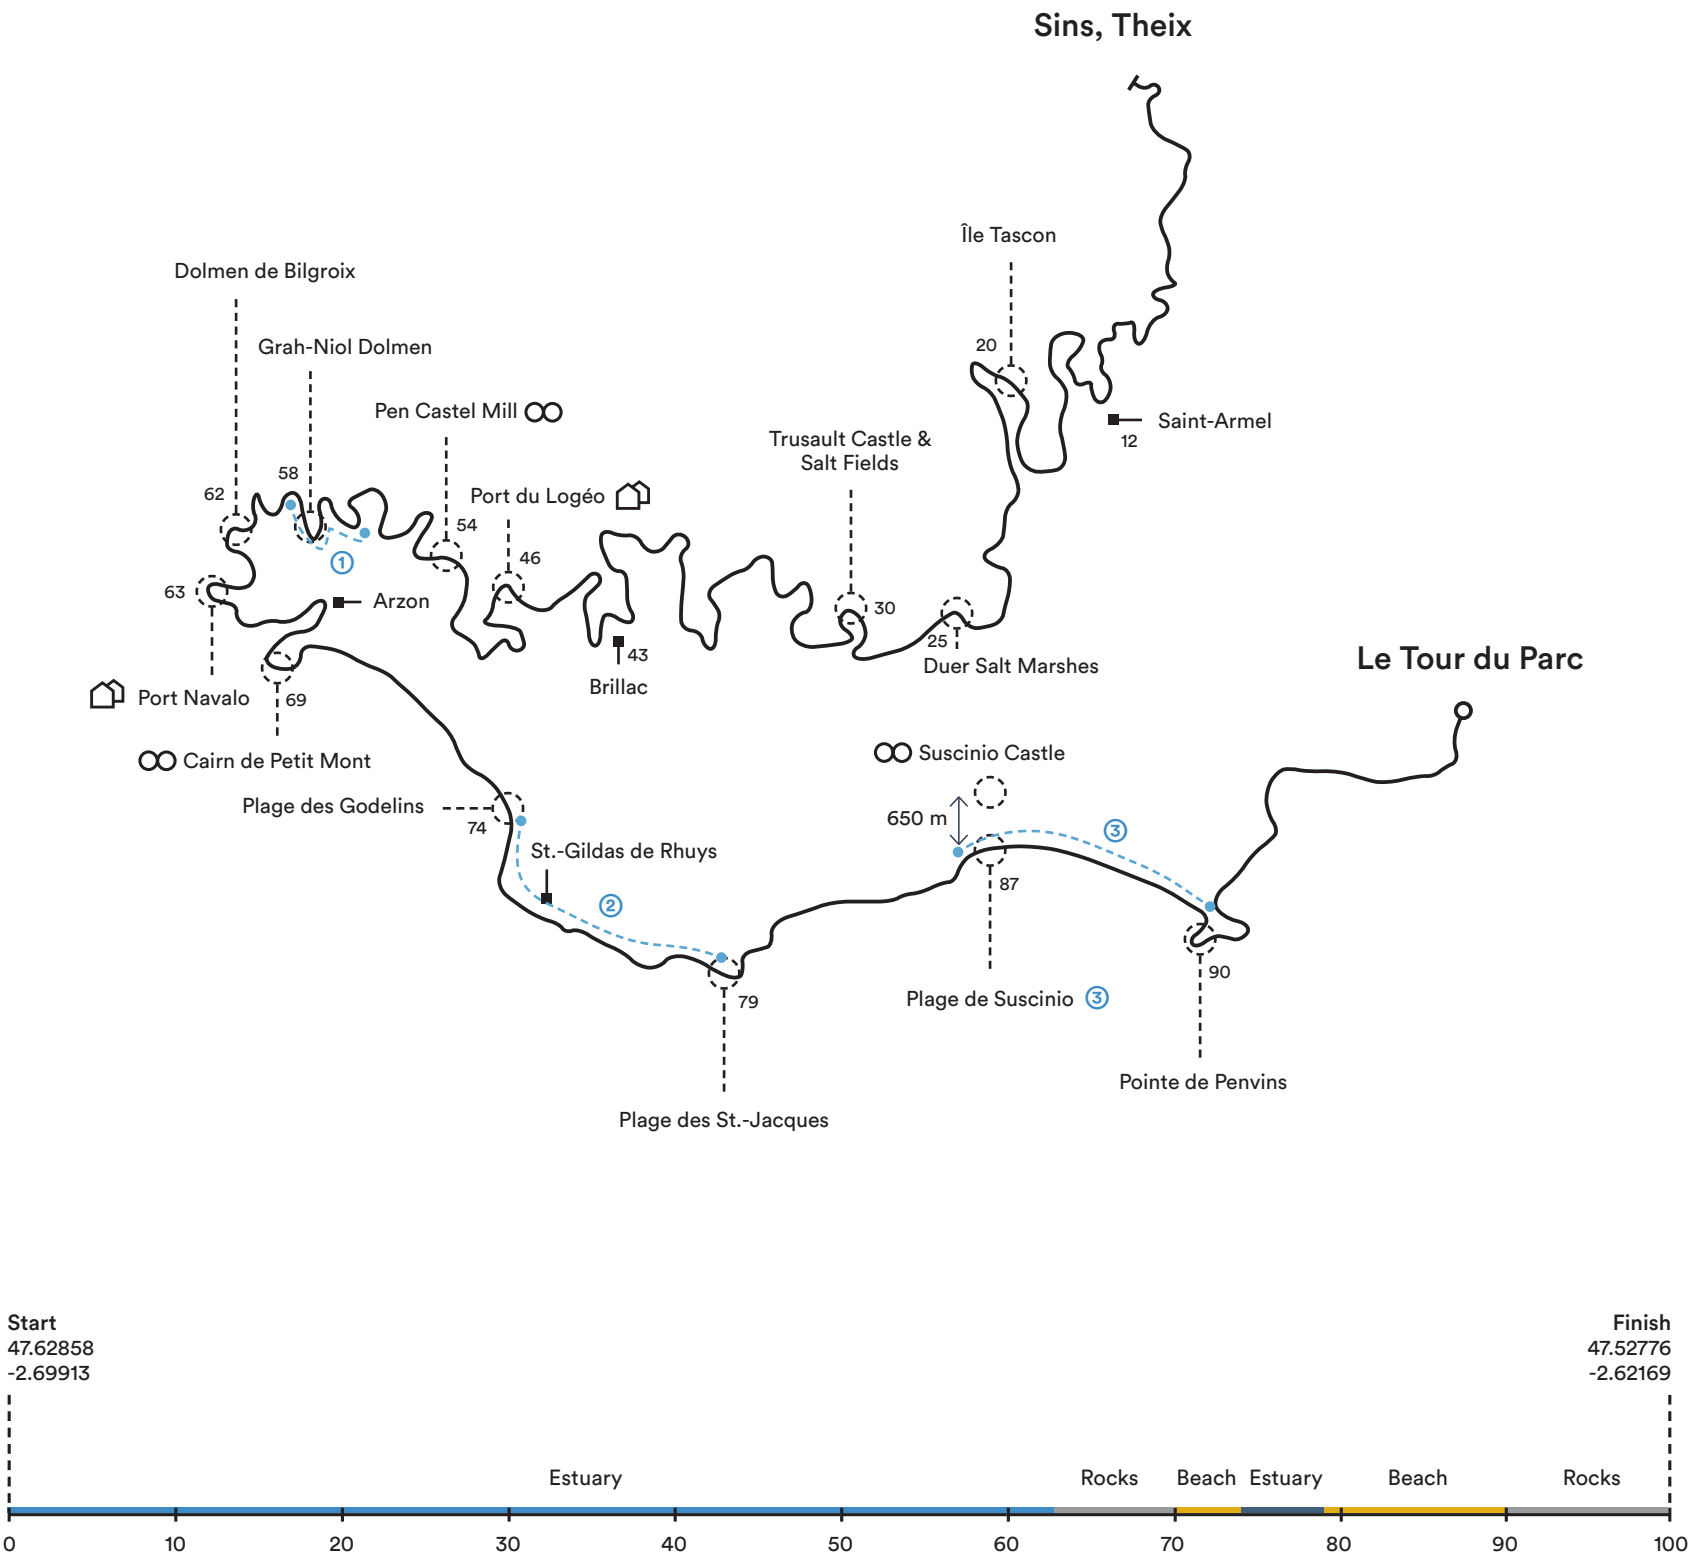 Sins, Theix
Île Tascon
Dolmen de Bilgroix
20
Grah-Niol Dolmen
Pen Castel Mill
Saint-Armel
12
Trusault Castle &
Salt Fields
58
62
Port du Logéo
54
46
1
63
Arzon
30
25
43
Duer Salt Marshes
Le Tour du Parc
Brillac
Port Navalo
69
Suscinio Castle
Cairn de Petit Mont
Plage des Godelins
650 m
74
3
St.-Gildas de Rhuys
87
2
90
Plage de Suscinio 3
79
Pointe de Penvins
Plage des St.-Jacques
Start
47.62858
-2.69913
Finish
47.52776
-2.62169
Estuary
Rocks
Beach
Estuary
Beach
Rocks
0 10 20 30 40 50 60 70 80 90 100